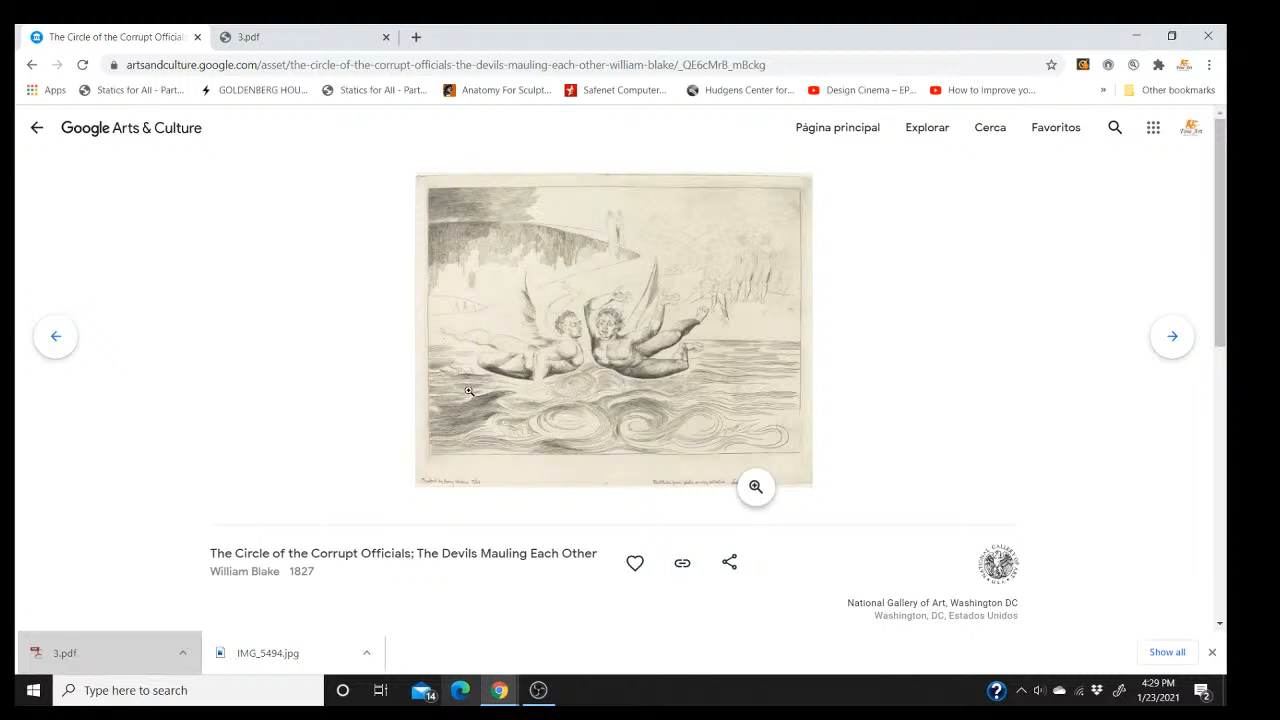 The Circle of the Corrupt Officials
3.pdf
artsandculture.google.com/asset/the-circle-of-the-corrupt-officials-the-devils-mauling-each-other-william-blake/_QE6cMrB_mBckg
Apps
Statics for All - Part...
GOLDENBERG HOU...
Statics for All - Part...
Anatomy For Sculpt...
Safenet Computer...
Hudgens Center for...
Design Cinema – EP...
How to Improve yo...
»
Other bookmarks
Google Arts & Culture
Página principal
Explorar
Cerca
Favoritos
The Circle of the Corrupt Officials; The Devils Mauling Each Other
William Blake 1827
National Gallery of Art, Washington DC
Washington, DC, Estados Unidos
3.pdf
IMG_5494.jpg
Show all
Type here to search
14
4:29 PM
1/23/2021
2